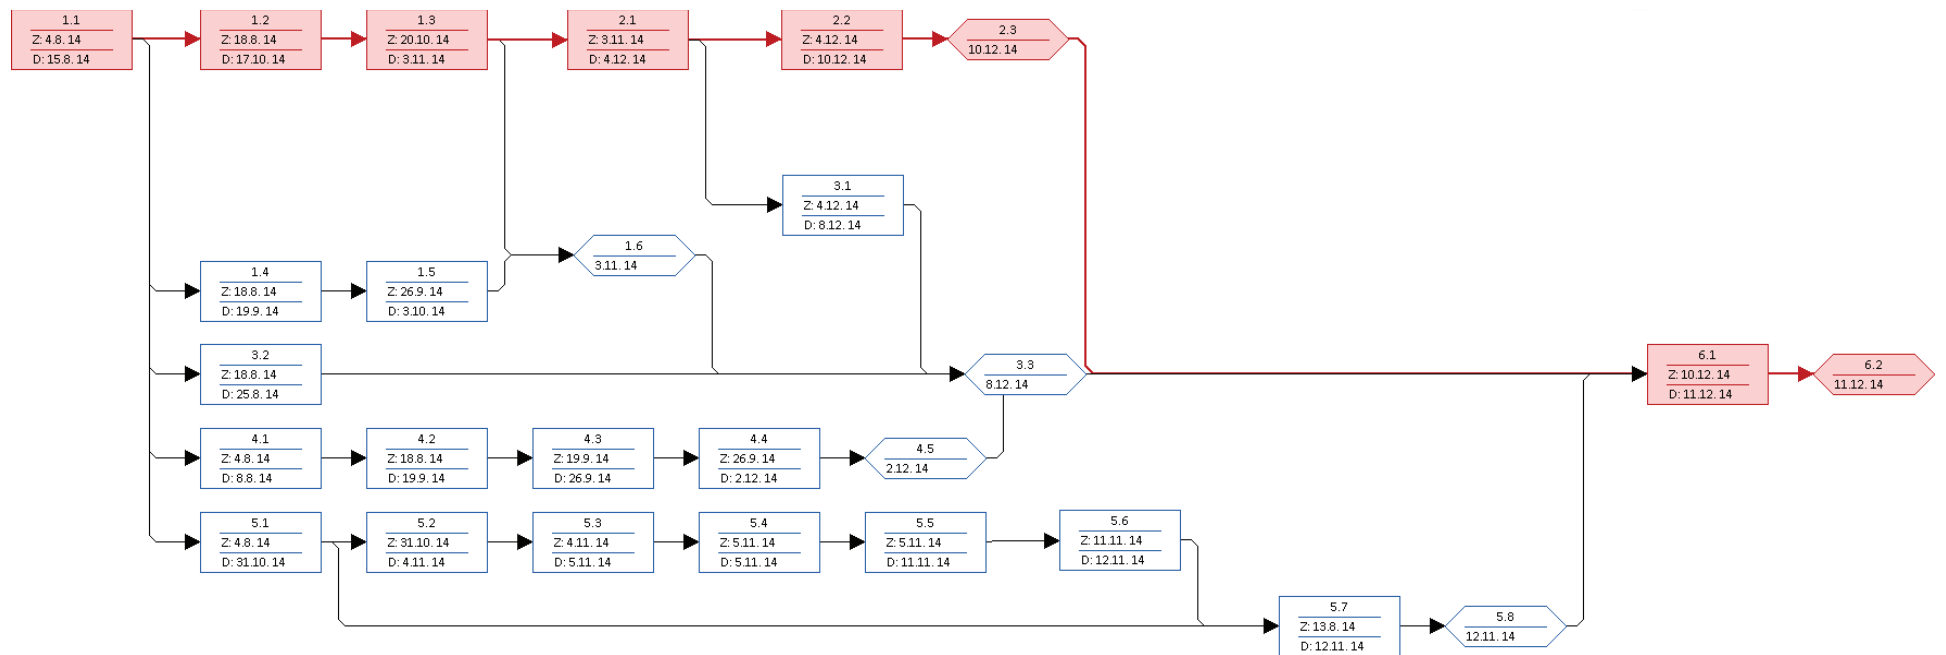 1.1
Z: 4.8. 14
D: 15.8. 14
1.2
Z: 18.8. 14
D: 17.10. 14
1.3
Z: 20.10. 14
D: 3.11. 14
2.1
Z: 3.11. 14
D: 4.12. 14
2.2
Z: 4.12. 14
D: 10.12. 14
2.3
10.12. 14
3.1
Z: 4.12. 14
D: 8.12. 14
1.6
3.11. 14
1.4
Z: 18.8. 14
D: 19.9. 14
1.5
Z: 26.9. 14
D: 3.10. 14
3.2
Z: 18.8. 14
D: 25.8. 14
3.3
8.12. 14
6.1
Z: 10.12. 14
D: 11.12. 14
6.2
11.12. 14
4.1
Z: 4.8. 14
D: 8.8. 14
4.2
Z: 18.8. 14
D: 19.9. 14
4.3
Z: 19.9. 14
D: 26.9. 14
4.4
Z: 26.9. 14
D: 2.12. 14
4.5
2.12. 14
5.1
Z: 4.8. 14
D: 31.10. 14
5.2
Z: 31.10. 14
D: 4.11. 14
5.3
Z: 4.11. 14
D: 5.11. 14
5.4
Z: 5.11. 14
D: 5.11. 14
5.5
Z: 5.11. 14
D: 11.11. 14
5.6
Z: 11.11. 14
D: 12.11. 14
5.7
Z: 13.8. 14
D: 12.11. 14
5.8
12.11. 14